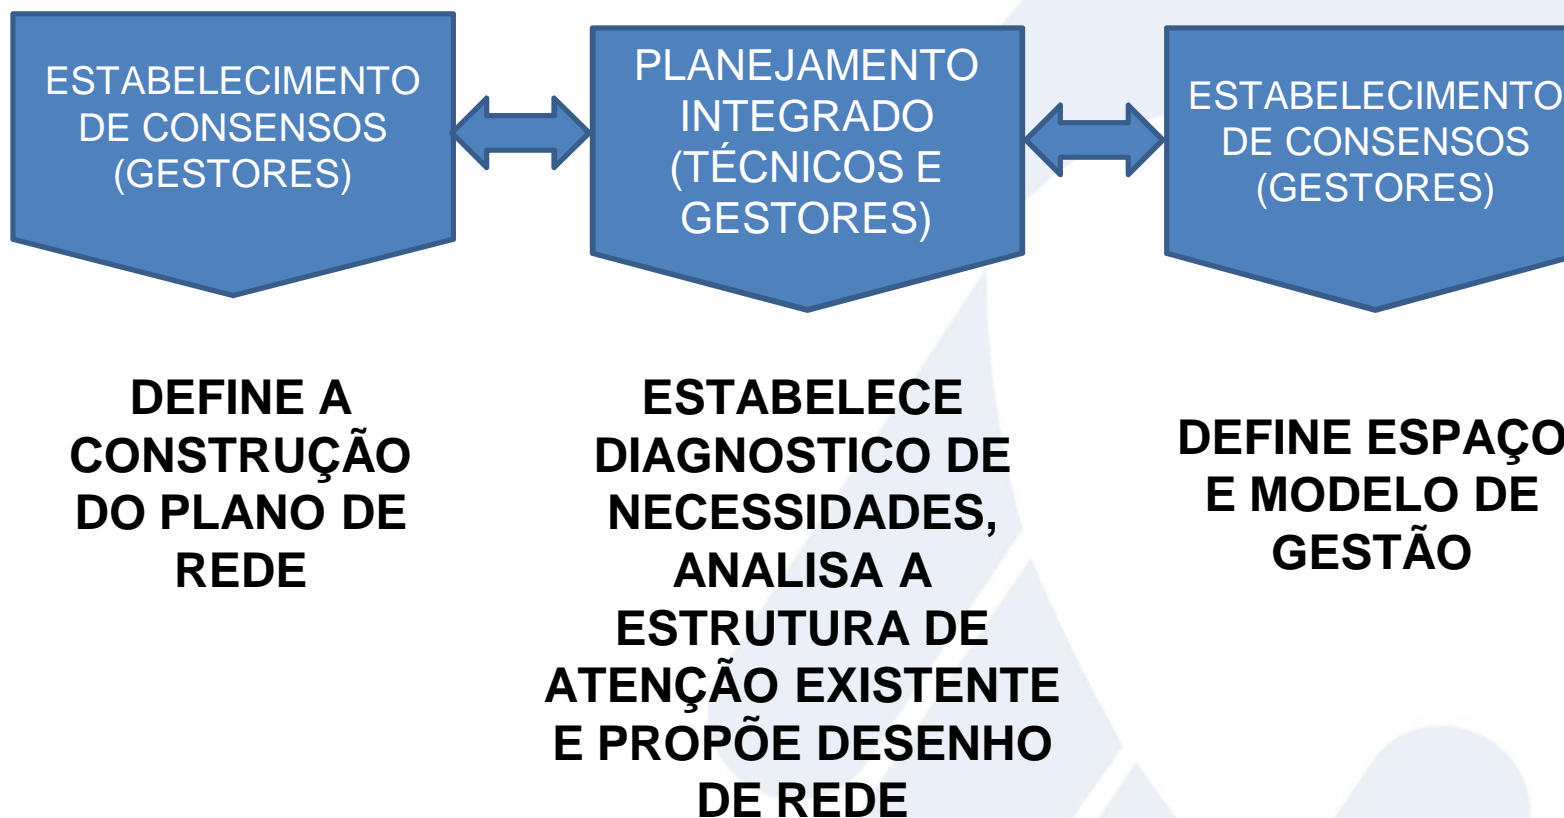 ESTABELECIMENTO
DE CONSENSOS
(GESTORES)
PLANEJAMENTO
INTEGRADO
(TÉCNICOS E
GESTORES)
ESTABELECIMENTO
DE CONSENSOS
(GESTORES)
DEFINE A
CONSTRUÇÃO
DO PLANO DE
REDE
ESTABELECE
DIAGNOSTICO DE
NECESSIDADES,
ANALISA A
ESTRUTURA DE
ATENÇÃO EXISTENTE
E PROPÕE DESENHO
DE REDE
DEFINE ESPAÇO
E MODELO DE
GESTÃO